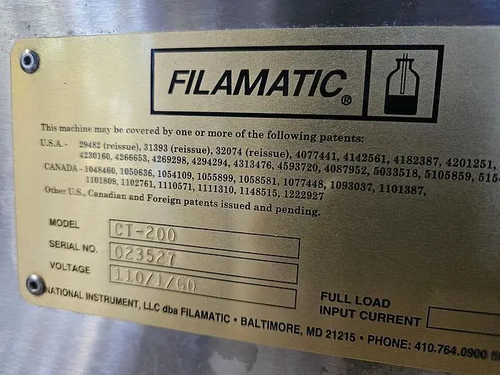 FILAMATIC®
This machine may be covered by one or more of the following patents:
U.S.A. - 29482 (reissue), 31393 (reissue), 32074 (reissue), 4077441, 4142561, 4182387, 4201251,
4230160, 4266653, 4269298, 4294294, 4313476, 4593720, 4087952, 5033518, 5105859,
CANADA - 1048460, 1050636, 1054109, 1055899, 1058581, 1077448, 1093037, 1101387,
1101809, 1102761, 1110571, 1111310, 1148515, 1222927
Other U.S., Canadian and Foreign patents issued and pending.
MODEL CT-200
SERIAL NO. 023527
VOLTAGE 110/1/60
FULL LOAD
INPUT CURRENT
NATIONAL INSTRUMENT, LLC dba FILAMATIC • BALTIMORE, MD 21215 • PHONE: 410.764.0900